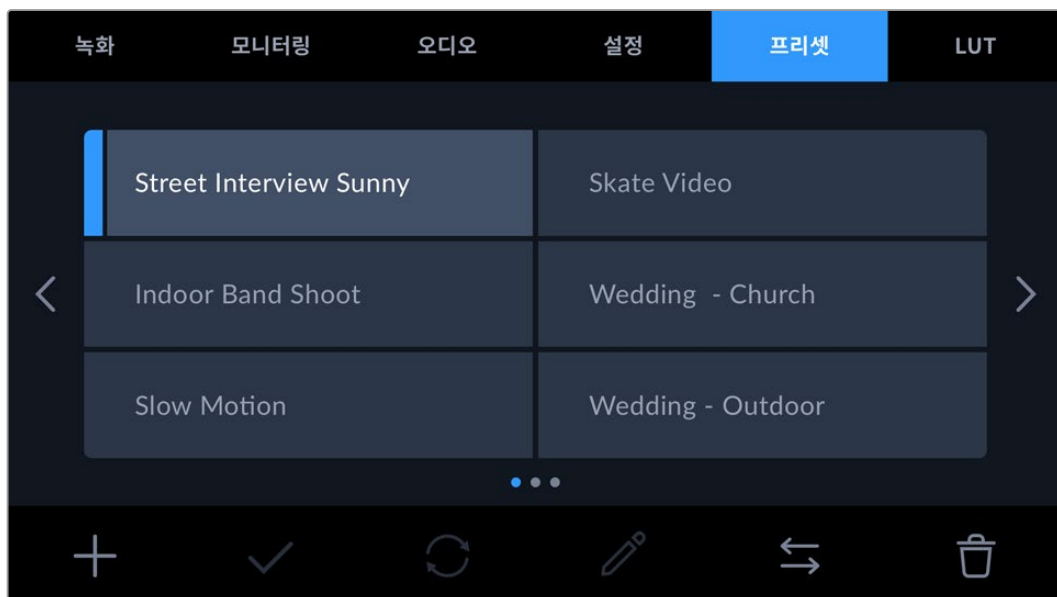 녹화 모니터링 오디오 설정 프리셋 LUT
Street Interview Sunny Skate Video
Indoor Band Shoot Wedding - Church
Slow Motion Wedding - Outdoor